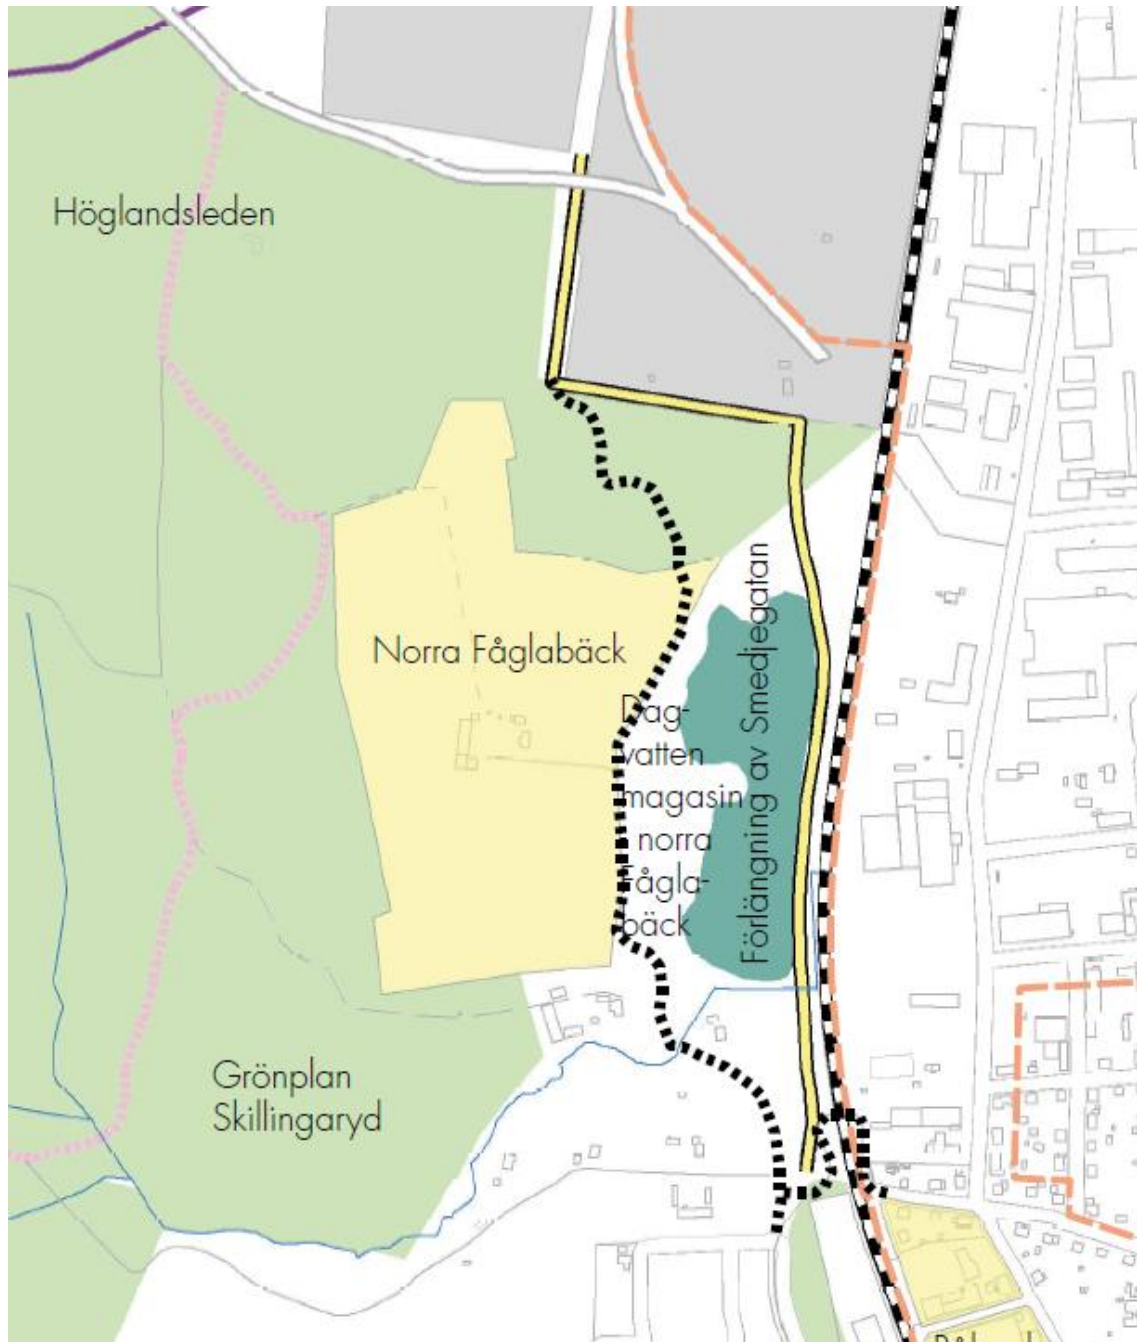 Höglandsleden
Norra Fåglabäck
Dag-
vatten
magasin
norra
Fågla-
bäck
Förlängning av Smedjegatan
Grönplan
Skillingaryd